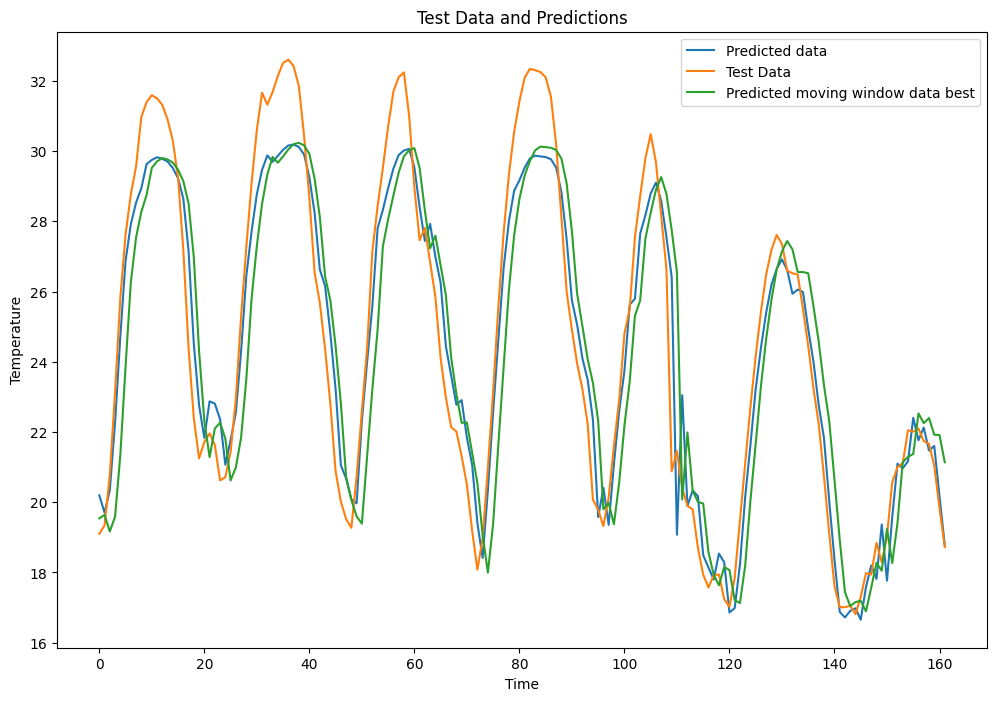 Test Data and Predictions
Predicted data
Test Data
Predicted moving window data best
Temperature
32
30
28
26
24
22
20
18
16
0 20 40 60 80 100 120 140 160
Time